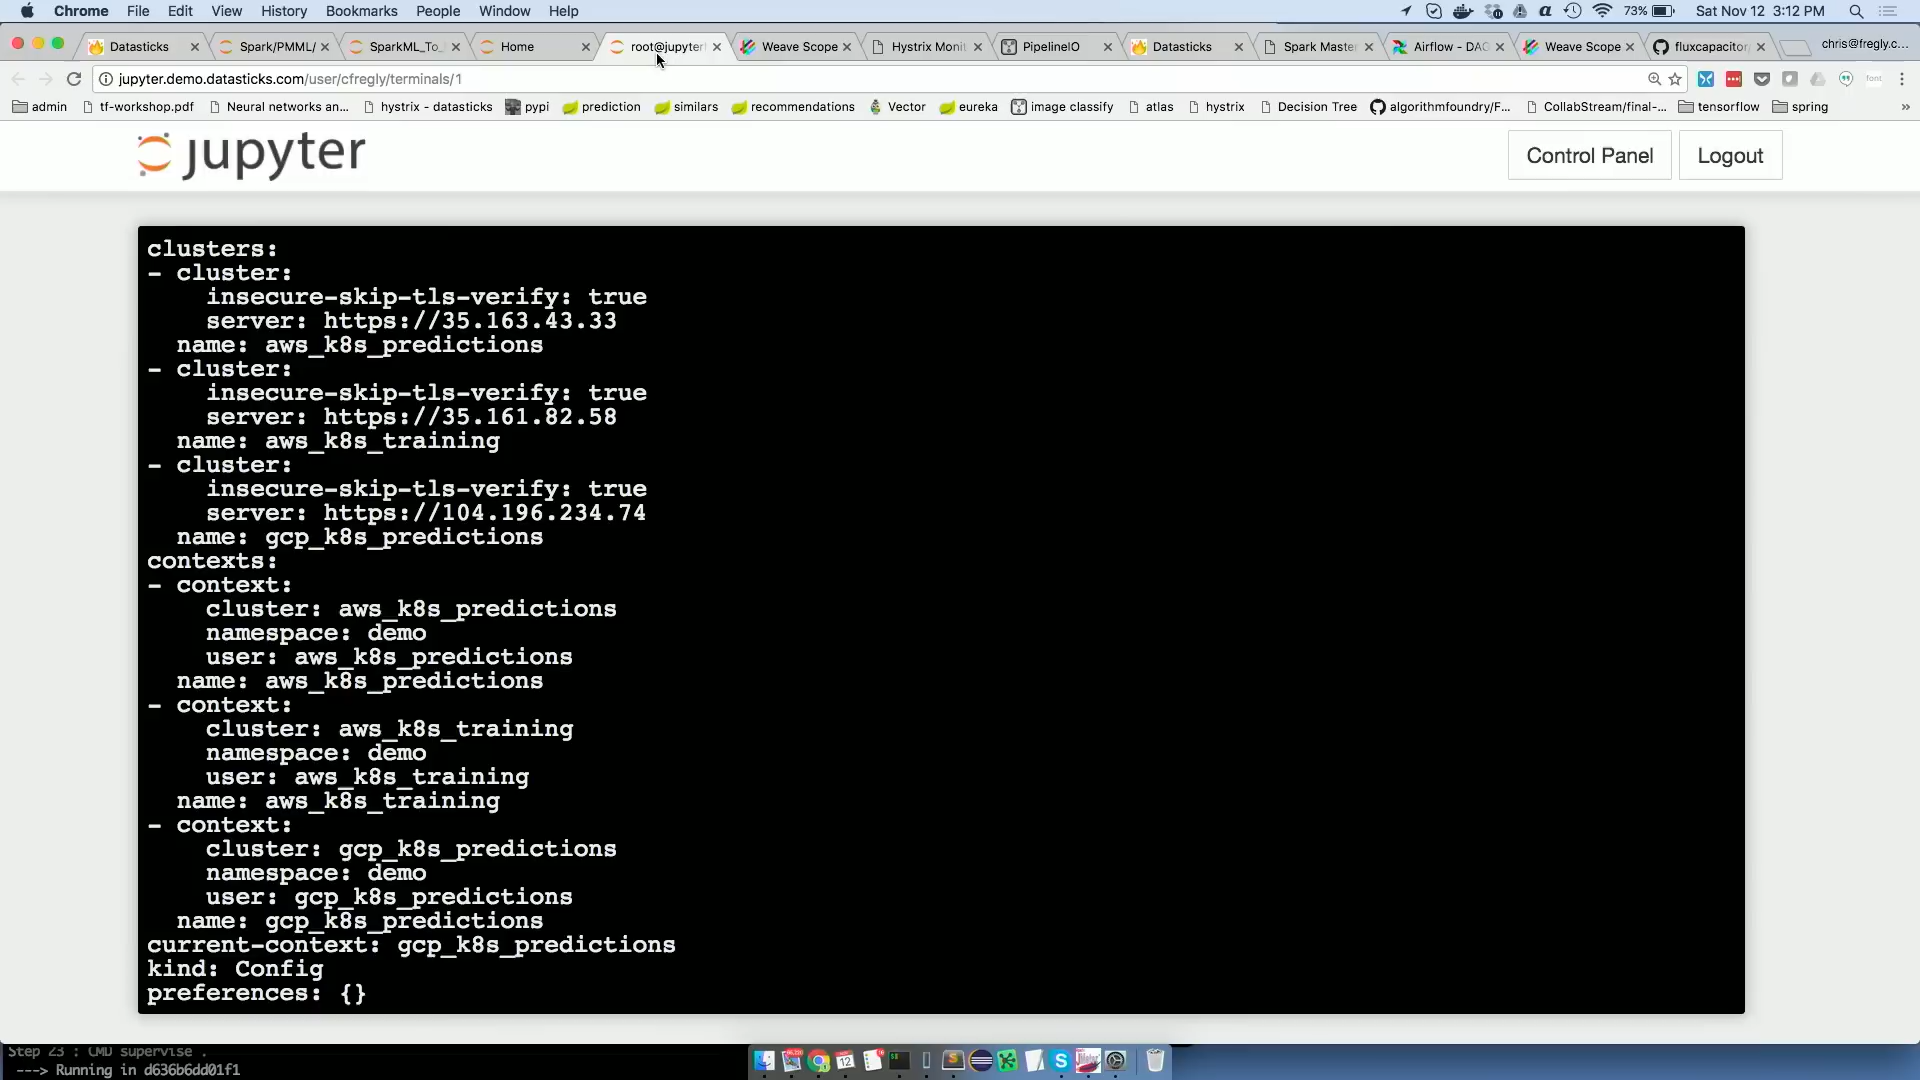 Chrome File Edit View History Bookmarks People Window Help 73% Sat Nov 12 3:12 PM
Datasticks Spark/PMML/ SparkML_To_ Home root@jupyter Weave Scope Hystrix Monit PipelineIO Datasticks Spark Master Airflow - DAG Weave Scope fluxcapacitor chris@fregly.c...
jupyter.demo.datasticks.com/user/cfregly/terminals/1
admin tf-workshop.pdf Neural networks an... hystrix - datasticks pypi prediction similars recommendations Vector eureka image classify atlas hystrix Decision Tree algorithmfoundry/F... CollabStream/final-... tensorflow spring »
jupyter
Control Panel Logout
clusters:
- cluster:
    insecure-skip-tls-verify: true
    server: https://35.163.43.33
  name: aws_k8s_predictions
- cluster:
    insecure-skip-tls-verify: true
    server: https://35.161.82.58
  name: aws_k8s_training
- cluster:
    insecure-skip-tls-verify: true
    server: https://104.196.234.74
  name: gcp_k8s_predictions
contexts:
- context:
    cluster: aws_k8s_predictions
    namespace: demo
    user: aws_k8s_predictions
  name: aws_k8s_predictions
- context:
    cluster: aws_k8s_training
    namespace: demo
    user: aws_k8s_training
  name: aws_k8s_training
- context:
    cluster: gcp_k8s_predictions
    namespace: demo
    user: gcp_k8s_predictions
  name: gcp_k8s_predictions
current-context: gcp_k8s_predictions
kind: Config
preferences: {}
Step 23 : CMD supervise .
---> Running in d636b6dd01f1